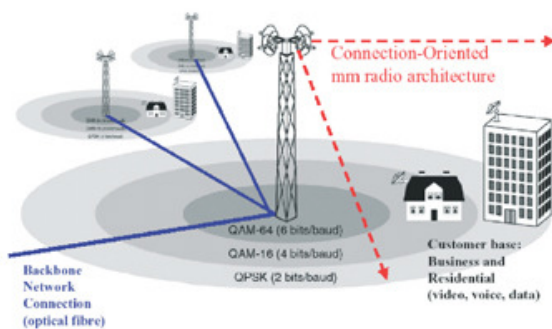 Connection-Oriented
mm radio architecture
QAM-64 (6 bits/baud)
QAM-16 (4 bits/baud)
QPSK (2 bits/baud)
Backbone
Network
Connection
(optical fibre)
Customer base:
Business and
Residential
(video, voice, data)